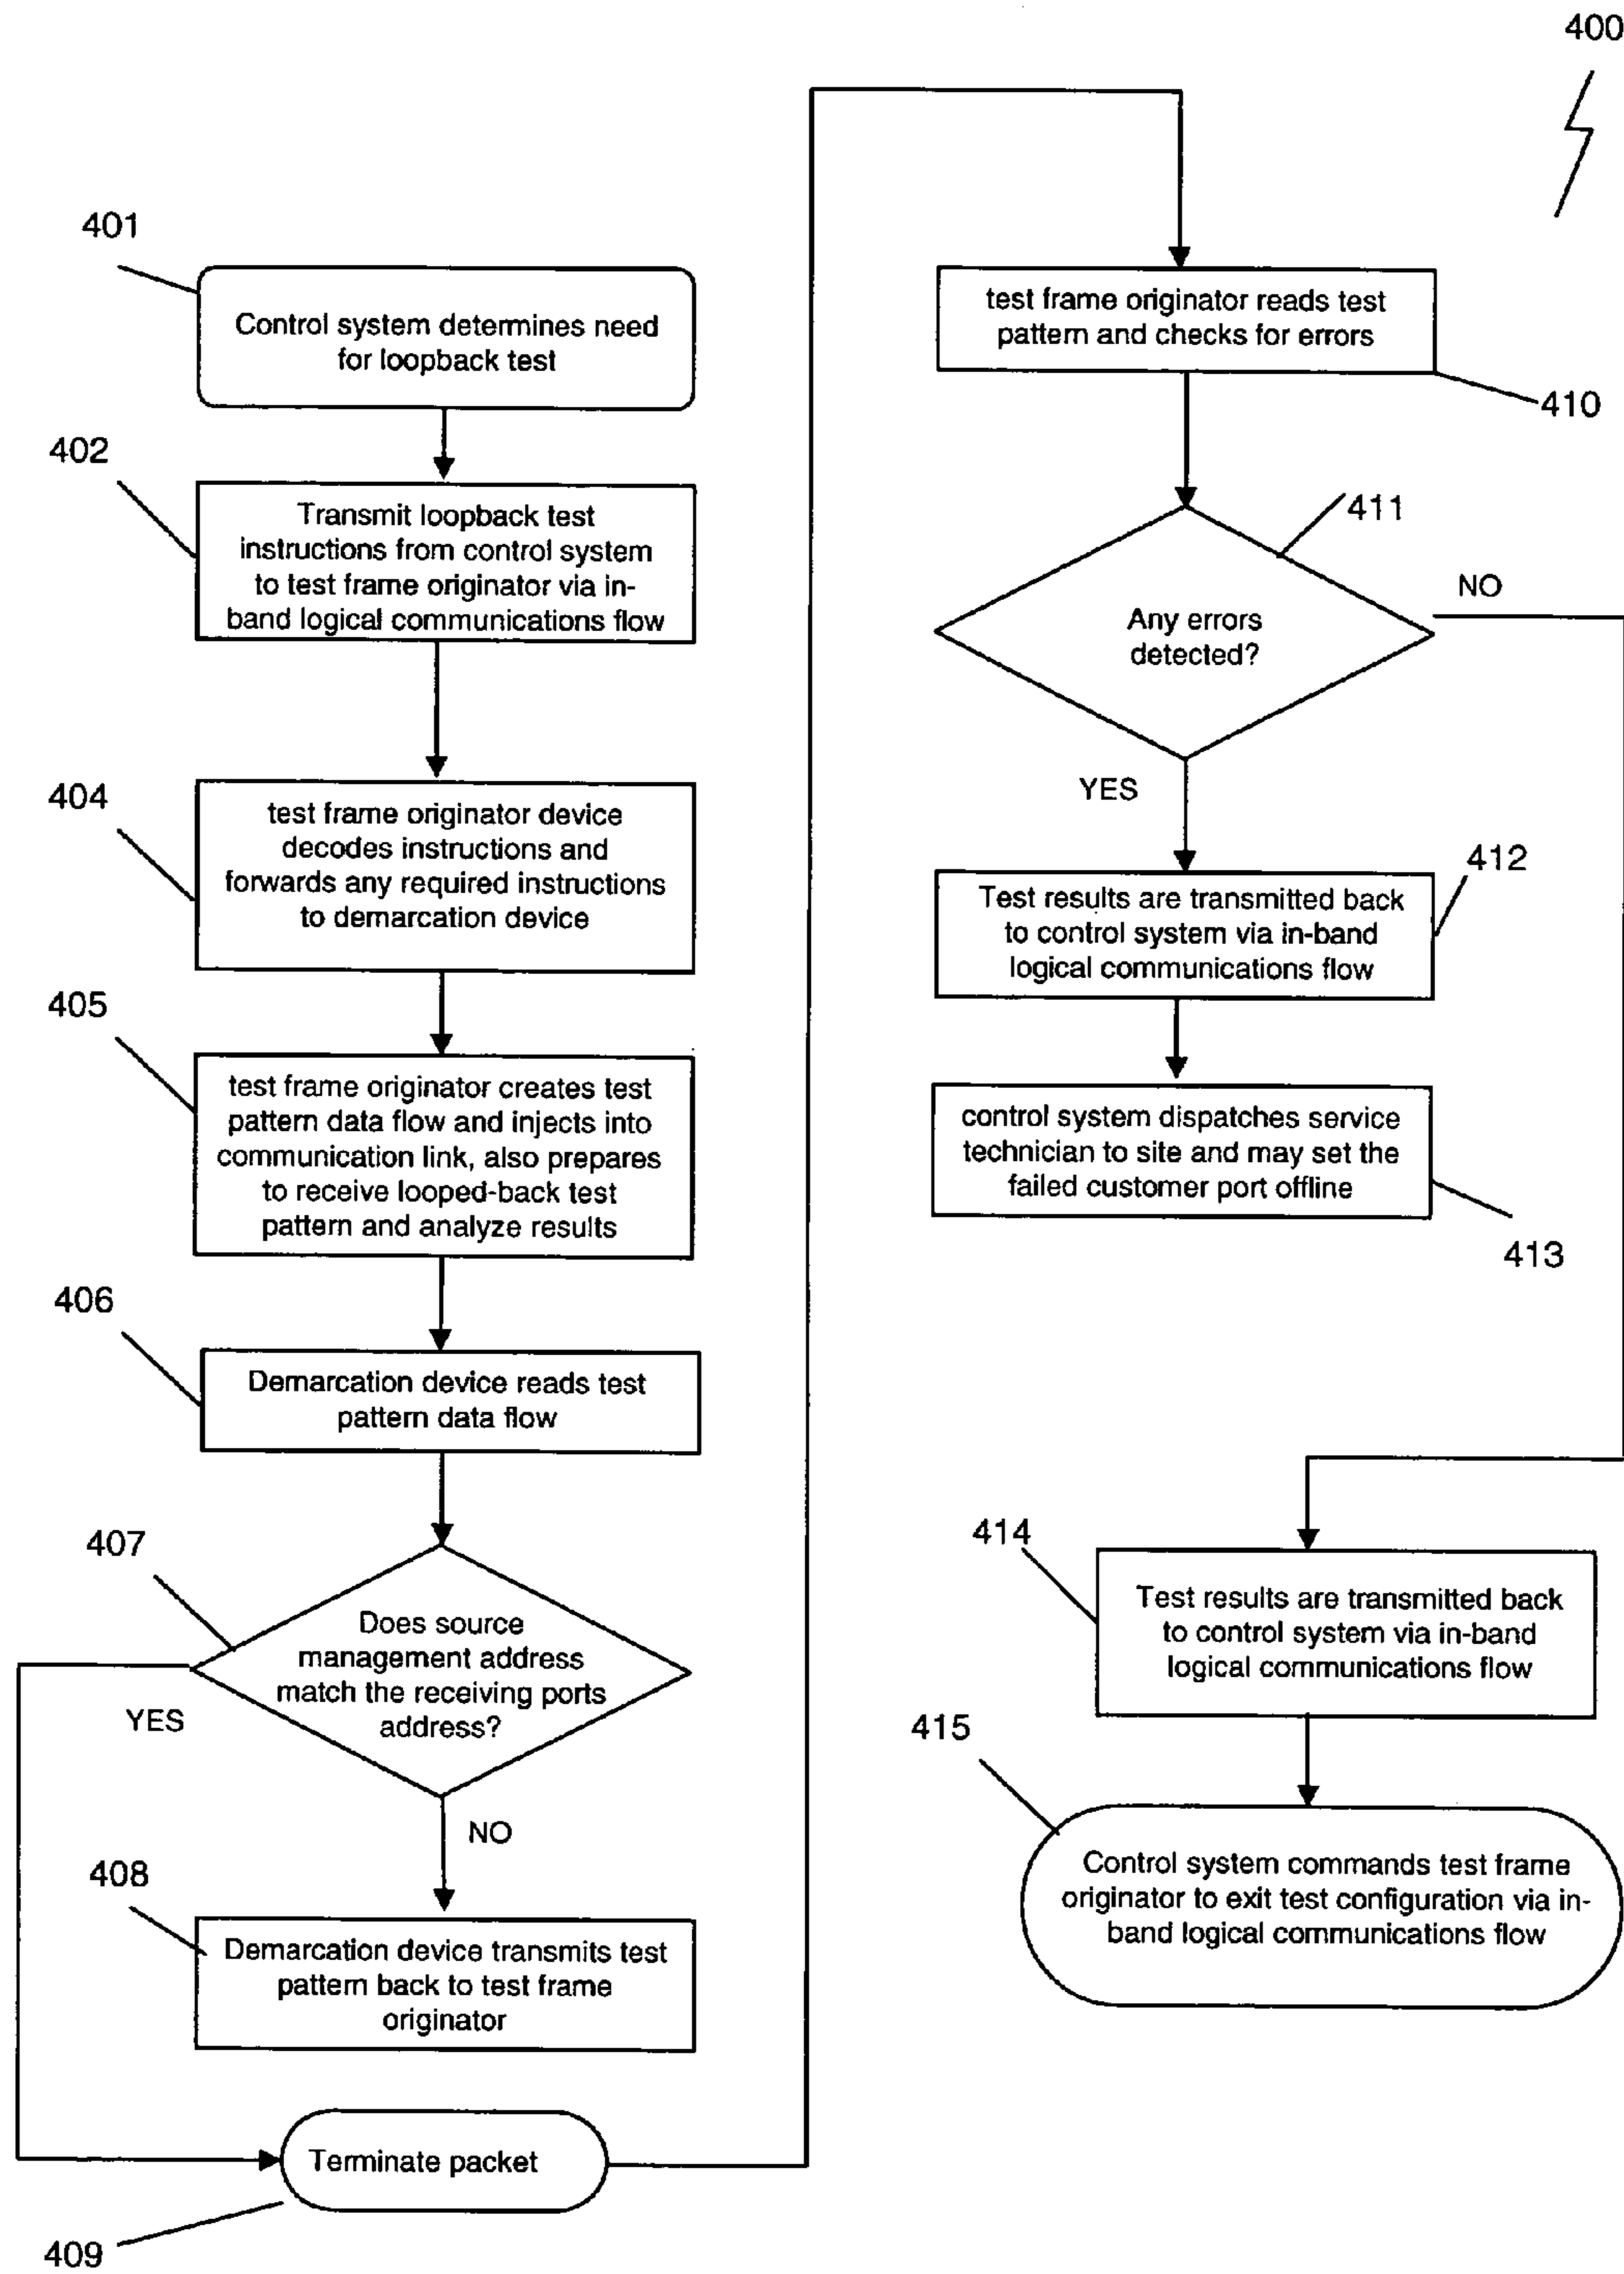 400
401
Control system determines need
for loopback test
402
Transmit loopback test
instructions from control system
to test frame originator via in-
band logical communications flow
404
test frame originator device
decodes instructions and
forwards any required instructions
to demarcation device
405
test frame originator creates test
pattern data flow and injects into
communication link, also prepares
to receive looped-back test
pattern and analyze results
406
Demarcation device reads test
pattern data flow
407
Does source
management address
match the receiving ports
address?
YES
NO
408
Demarcation device transmits test
pattern back to test frame
originator
Terminate packet
409
test frame originator reads test
pattern and checks for errors
410
411
Any errors
detected?
NO
YES
412
Test results are transmitted back
to control system via in-band
logical communications flow
control system dispatches service
technician to site and may set the
failed customer port offline
413
414
Test results are transmitted back
to control system via in-band
logical communications flow
415
Control system commands test frame
originator to exit test configuration via in-
band logical communications flow